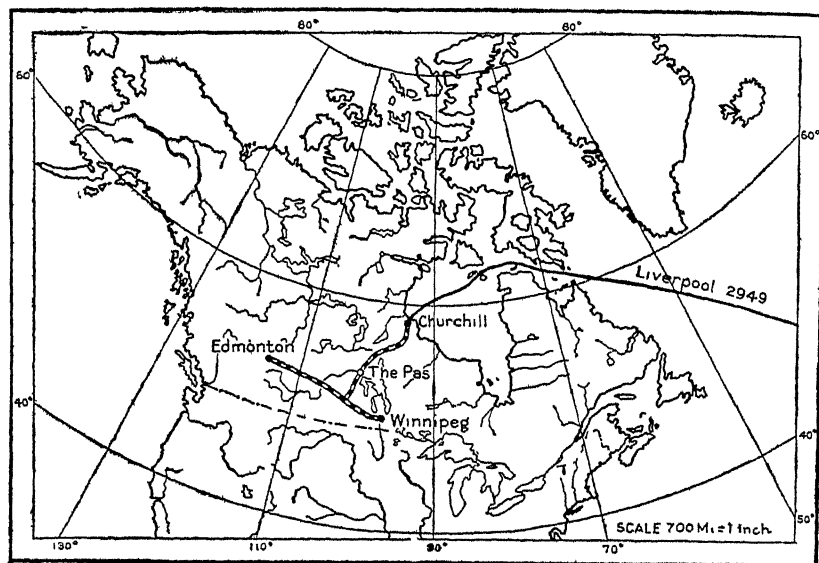 80°
80°
60°
60°
Liverpool 2949
Churchill
Edmonton
The Pas
40°
Winnipeg
40°
50°
SCALE 700 Mi=1 inch
130°
110°
90°
70°